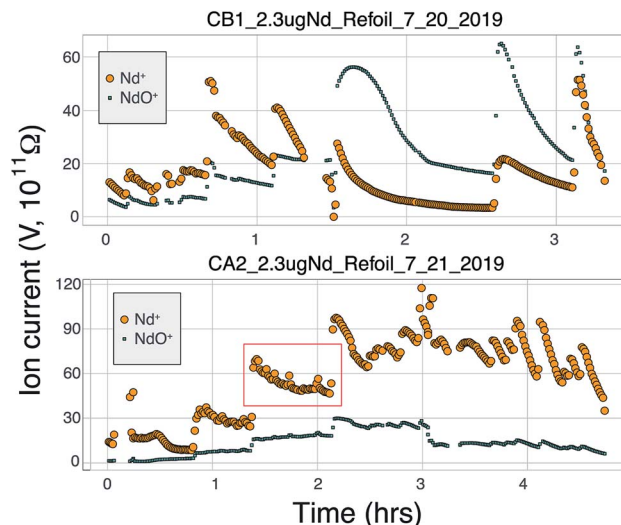 CB1_2.3ugNd_Refoil_7_20_2019
60
40
20
0
Nd⁺
NdO⁺
0
1
2
3
Ion current (V, 10¹¹Ω)
CA2_2.3ugNd_Refoil_7_21_2019
120
90
60
30
0
Nd⁺
NdO⁺
0
1
2
3
4
Time (hrs)